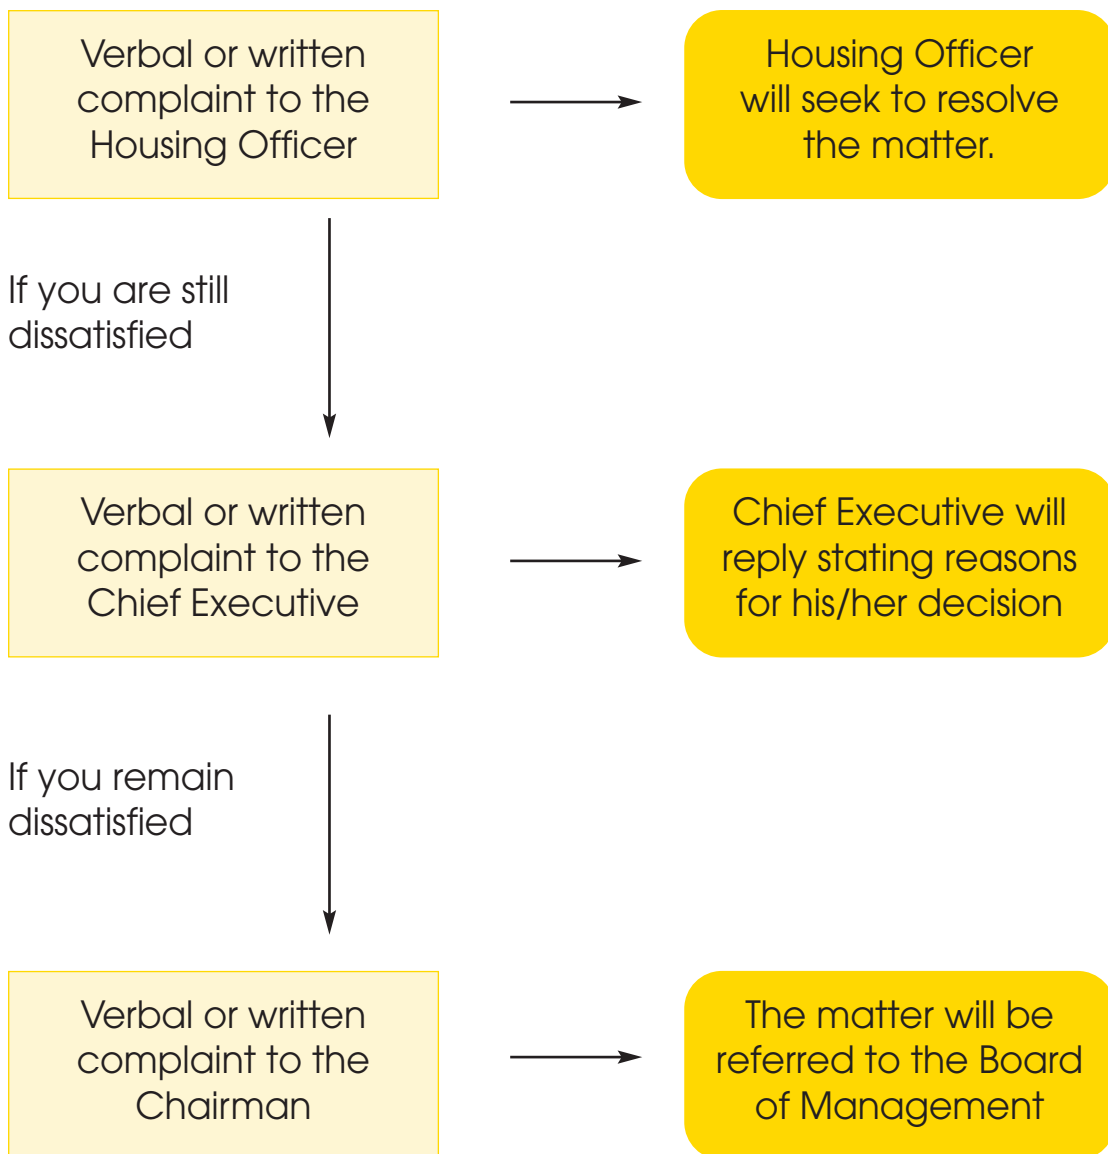 Verbal or written
complaint to the
Housing Officer
Housing Officer
will seek to resolve
the matter.
If you are still
dissatisfied
Verbal or written
complaint to the
Chief Executive
Chief Executive will
reply stating reasons
for his/her decision
If you remain
dissatisfied
Verbal or written
complaint to the
Chairman
The matter will be
referred to the Board
of Management